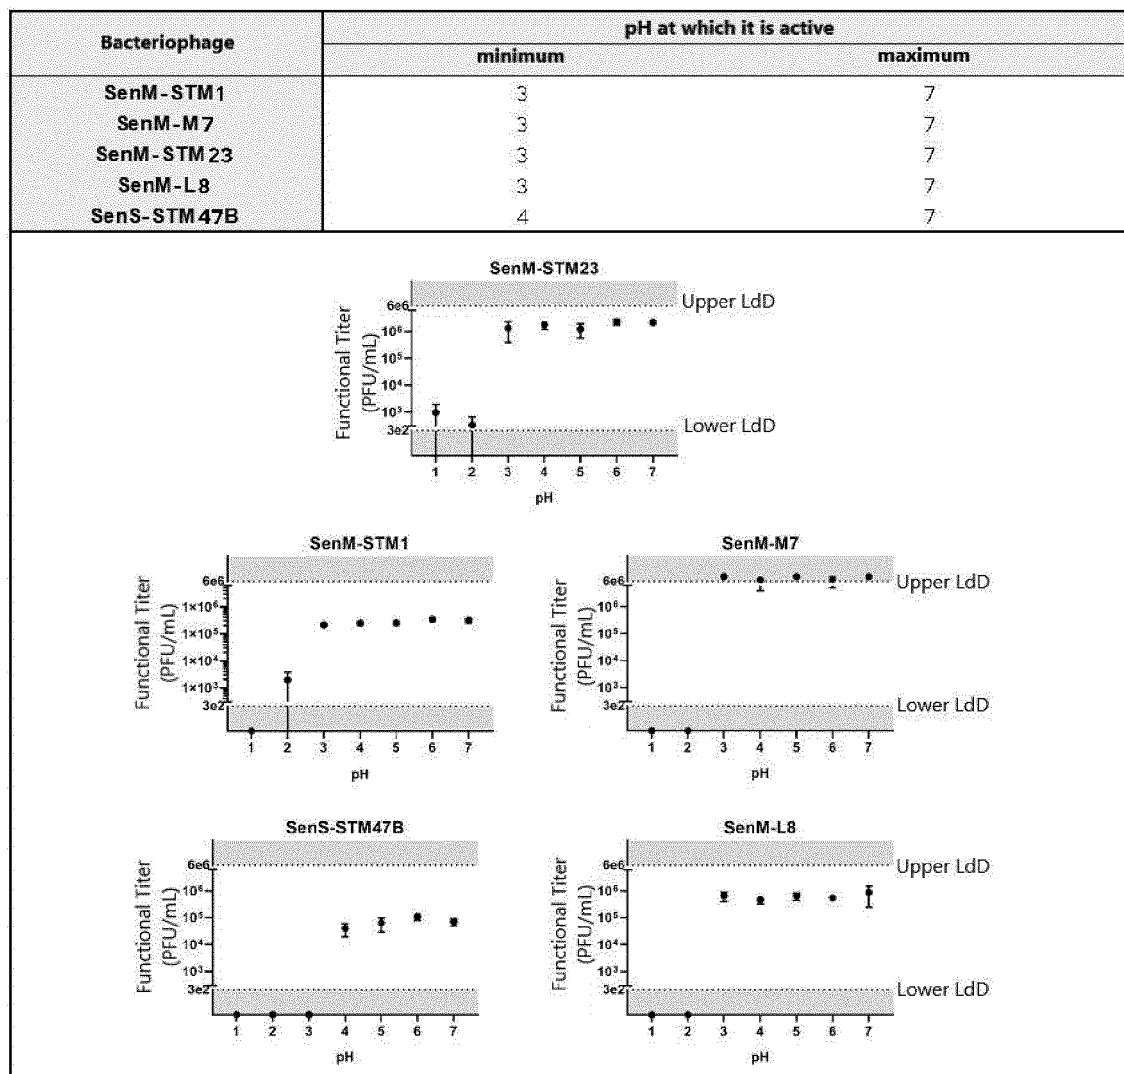 Bacteriophage
pH at which it is active
minimum maximum
SenM-STM1 3 7
SenM-M7 3 7
SenM-STM23 3 7
SenM-L8 3 7
SenS-STM47B 4 7
SenM-STM23
Functional Titer
(PFU/mL)
6e6
10⁶
10⁵
10⁴
10³
3e2
Upper LdD
Lower LdD
1 2 3 4 5 6 7
pH
SenM-STM1
Functional Titer
(PFU/mL)
6e6
1×10⁶
1×10⁵
1×10⁴
1×10³
3e2
1 2 3 4 5 6 7
pH
SenM-M7
Functional Titer
(PFU/mL)
6e6
10⁶
10⁵
10⁴
10³
3e2
Upper LdD
Lower LdD
1 2 3 4 5 6 7
pH
SenS-STM47B
Functional Titer
(PFU/mL)
6e6
10⁶
10⁵
10⁴
10³
3e2
1 2 3 4 5 6 7
pH
SenM-L8
Functional Titer
(PFU/mL)
6e6
10⁶
10⁵
10⁴
10³
3e2
Upper LdD
Lower LdD
1 2 3 4 5 6 7
pH